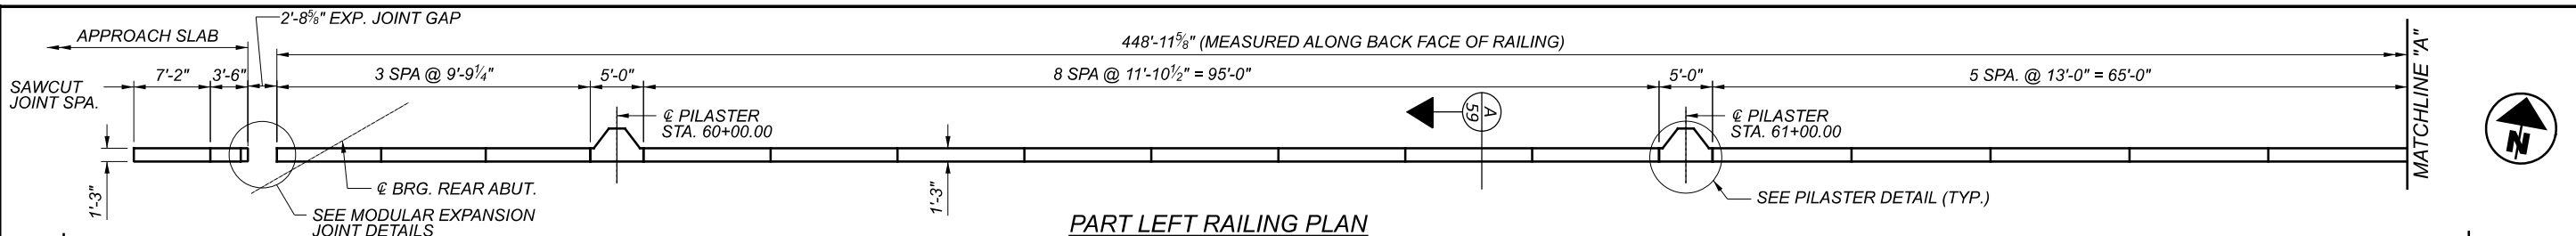 2'-8⅝" EXP. JOINT GAP
APPROACH SLAB
448'-11⅝" (MEASURED ALONG BACK FACE OF RAILING)
SAWCUT
JOINT SPA.
7'-2"
3'-6"
3 SPA @ 9'-9¼"
5'-0"
8 SPA @ 11'-10½" = 95'-0"
5'-0"
5 SPA. @ 13'-0" = 65'-0"
MATCHLINE "A"
℄ PILASTER
STA. 60+00.00
A
59
℄ PILASTER
STA. 61+00.00
N
1'-3"
℄ BRG. REAR ABUT.
1'-3"
SEE PILASTER DETAIL (TYP.)
SEE MODULAR EXPANSION
JOINT DETAILS
PART LEFT RAILING PLAN